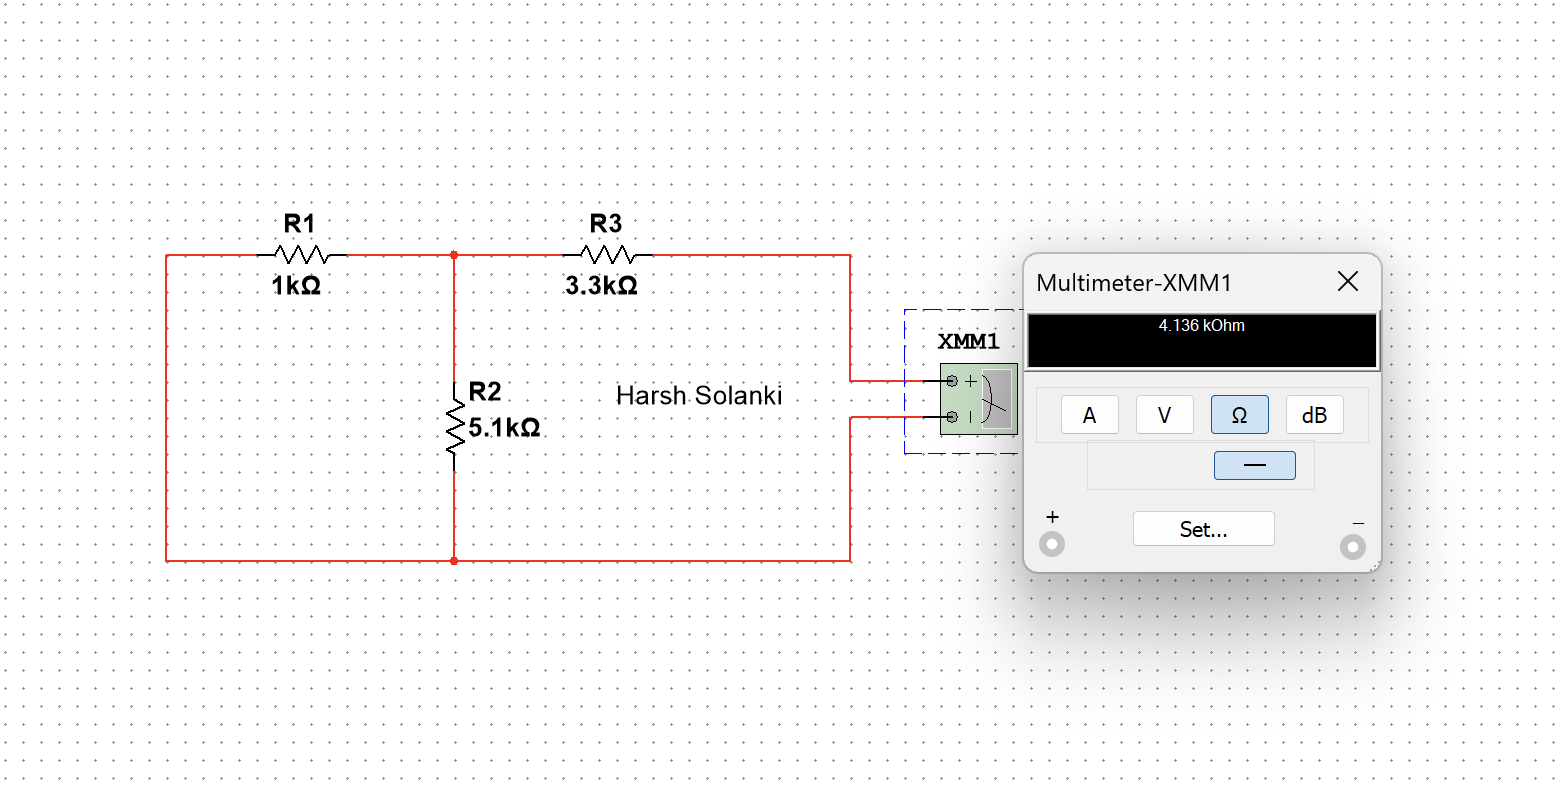 R1
1kΩ
R3
3.3kΩ
R2
5.1kΩ
Harsh Solanki
XMM1
+
Multimeter-XMM1
4.136 kOhm
A V Ω dB
+
Set...
–